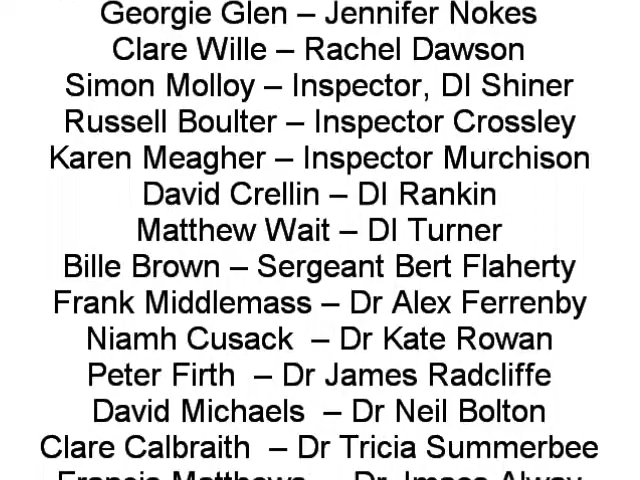 Georgie Glen – Jennifer Nokes
Clare Wille – Rachel Dawson
Simon Molloy – Inspector, DI Shiner
Russell Boulter – Inspector Crossley
Karen Meagher – Inspector Murchison
David Crellin – DI Rankin
Matthew Wait – DI Turner
Bille Brown – Sergeant Bert Flaherty
Frank Middlemass – Dr Alex Ferrenby
Niamh Cusack – Dr Kate Rowan
Peter Firth – Dr James Radcliffe
David Michaels – Dr Neil Bolton
Clare Calbraith – Dr Tricia Summerbee
Francis Matthews – Dr